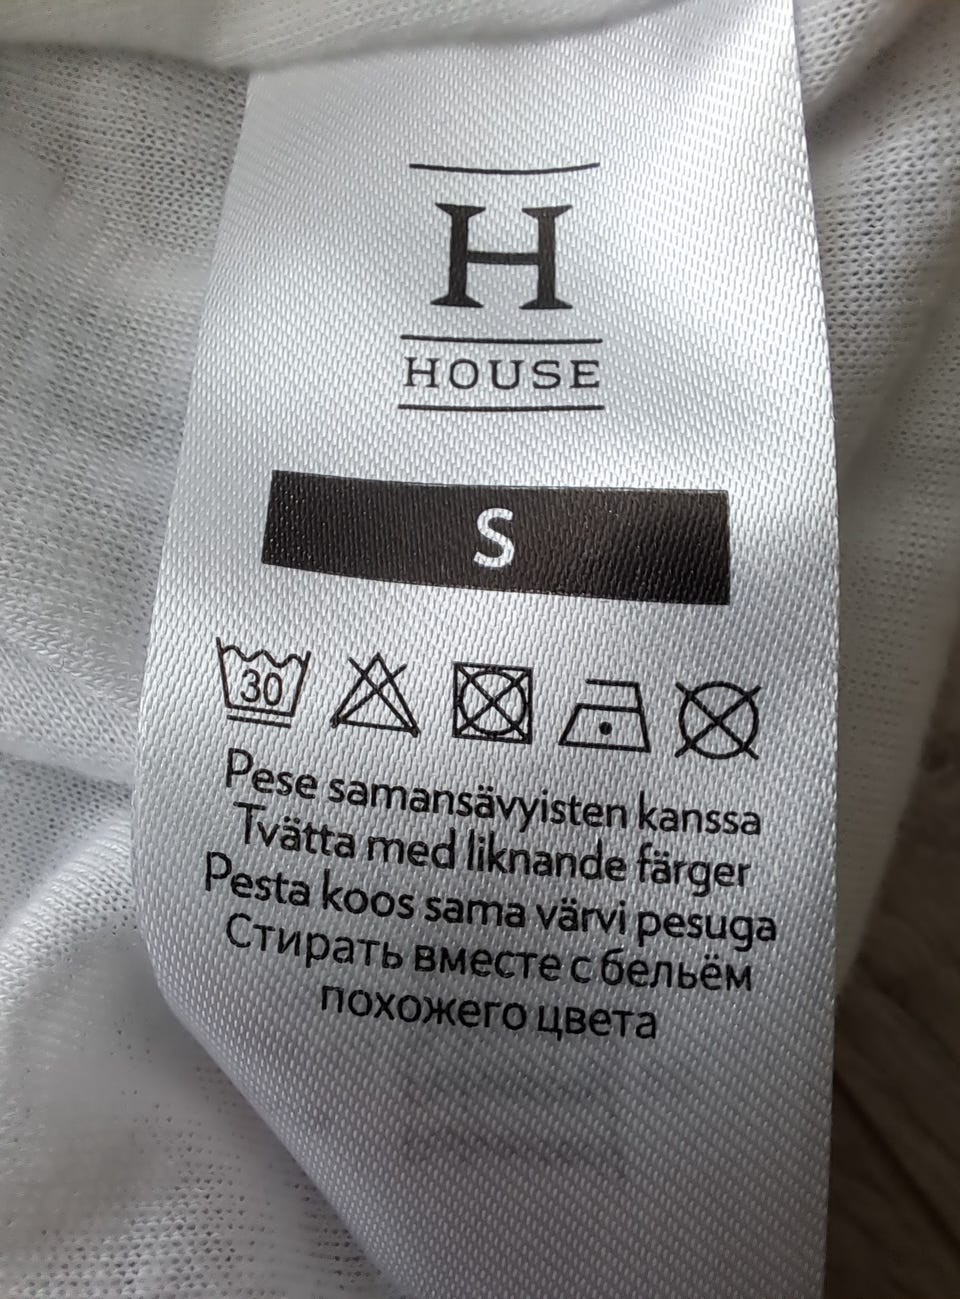 H
HOUSE
S
30
Pese samansävyisten kanssa
Tvätta med liknande färger
Pesta koos sama värvi pesuga
Стирать вместе с бельём
похожего цвета